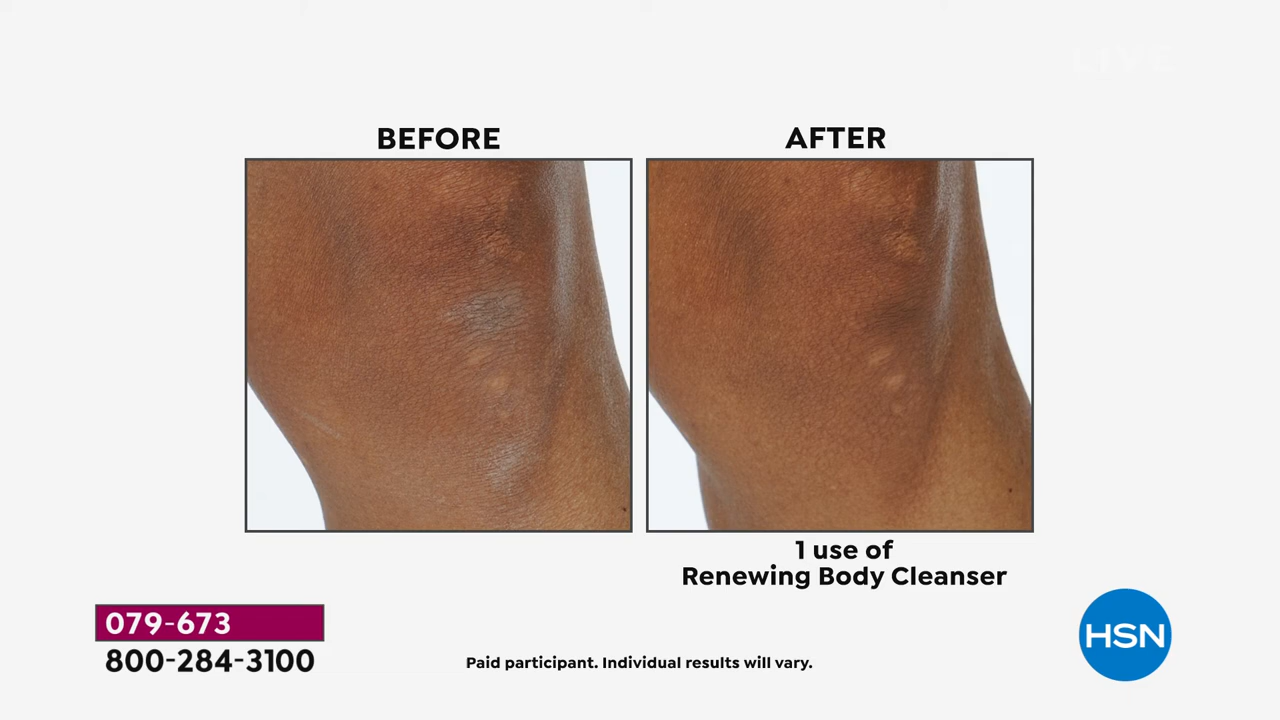 LIVE
BEFORE
AFTER
1 use of
Renewing Body Cleanser
079-673
800-284-3100
Paid participant. Individual results will vary.
HSN